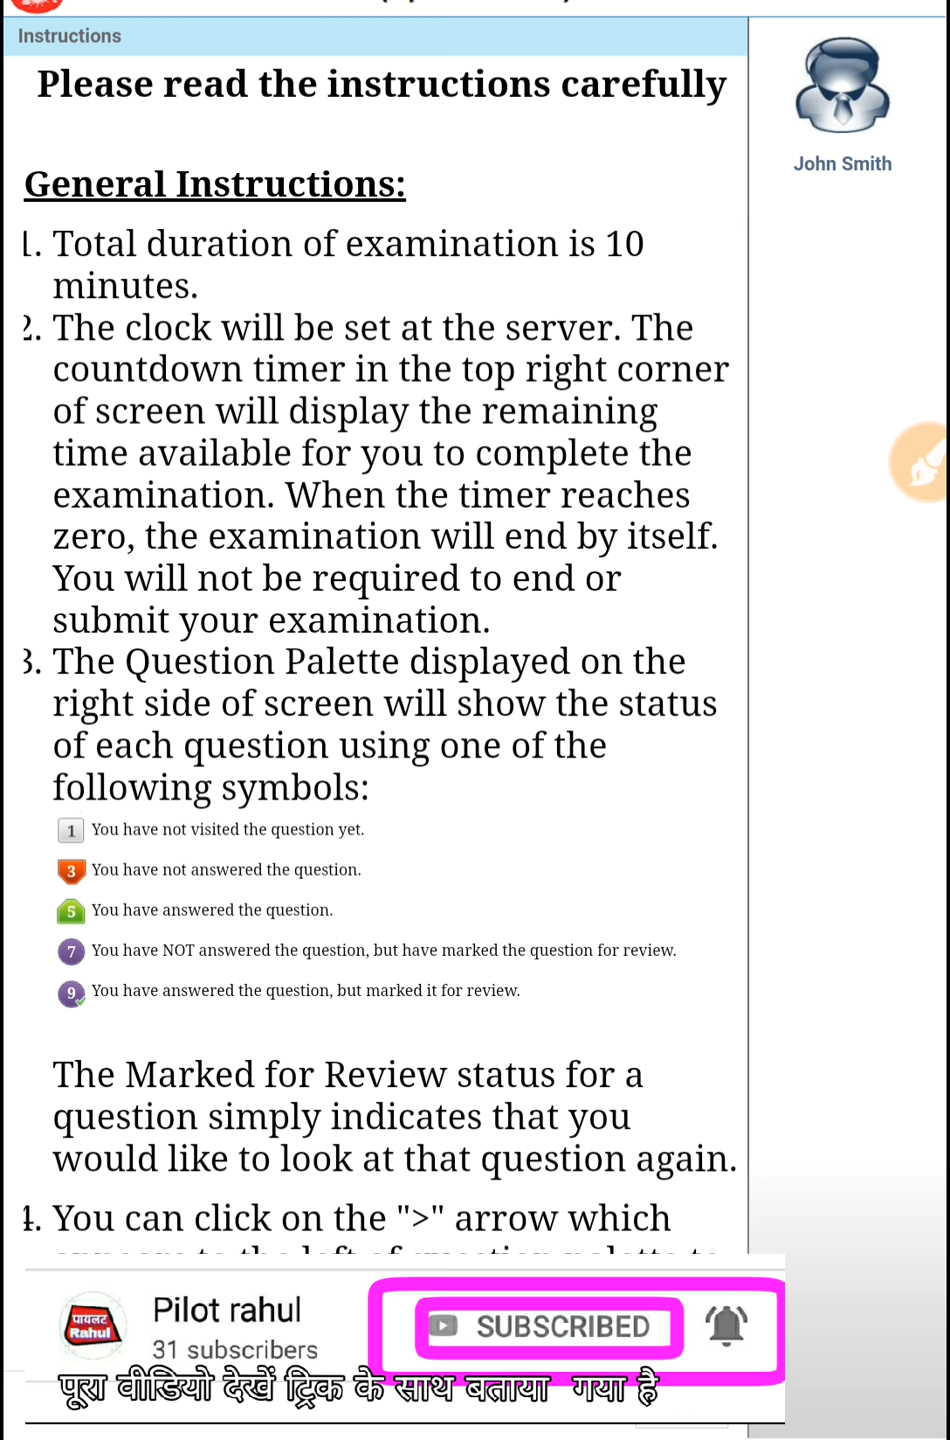 Instructions
Please read the instructions carefully
John Smith
General Instructions:
1. Total duration of examination is 10
minutes.
2. The clock will be set at the server. The
countdown timer in the top right corner
of screen will display the remaining
time available for you to complete the
examination. When the timer reaches
zero, the examination will end by itself.
You will not be required to end or
submit your examination.
3. The Question Palette displayed on the
right side of screen will show the status
of each question using one of the
following symbols:
1 You have not visited the question yet.
3 You have not answered the question.
5 You have answered the question.
7 You have NOT answered the question, but have marked the question for review.
9 You have answered the question, but marked it for review.
The Marked for Review status for a
question simply indicates that you
would like to look at that question again.
4. You can click on the ">" arrow which
पायलट
Rahul
Pilot rahul
31 subscribers
SUBSCRIBED
पूरा वीडियो देखें ट्रिक के साथ बताया गया है